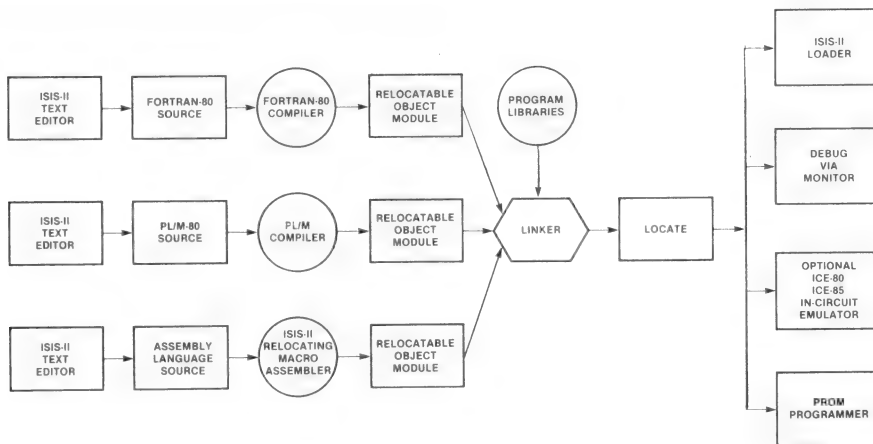 ISIS-II
TEXT
EDITOR
FORTRAN-80
SOURCE
FORTRAN-80
COMPILER
RELOCATABLE
OBJECT
MODULE
PROGRAM
LIBRARIES
ISIS-II
TEXT
EDITOR
PL/M-80
SOURCE
PL/M
COMPILER
RELOCATABLE
OBJECT
MODULE
LINKER
LOCATE
ISIS-II
TEXT
EDITOR
ASSEMBLY
LANGUAGE
SOURCE
ISIS-II
RELOCATING
MACRO
ASSEMBLER
RELOCATABLE
OBJECT
MODULE
ISIS-II
LOADER
DEBUG
VIA
MONITOR
OPTIONAL
ICE-80
ICE-85
IN-CIRCUIT
EMULATOR
PROM
PROGRAMMER